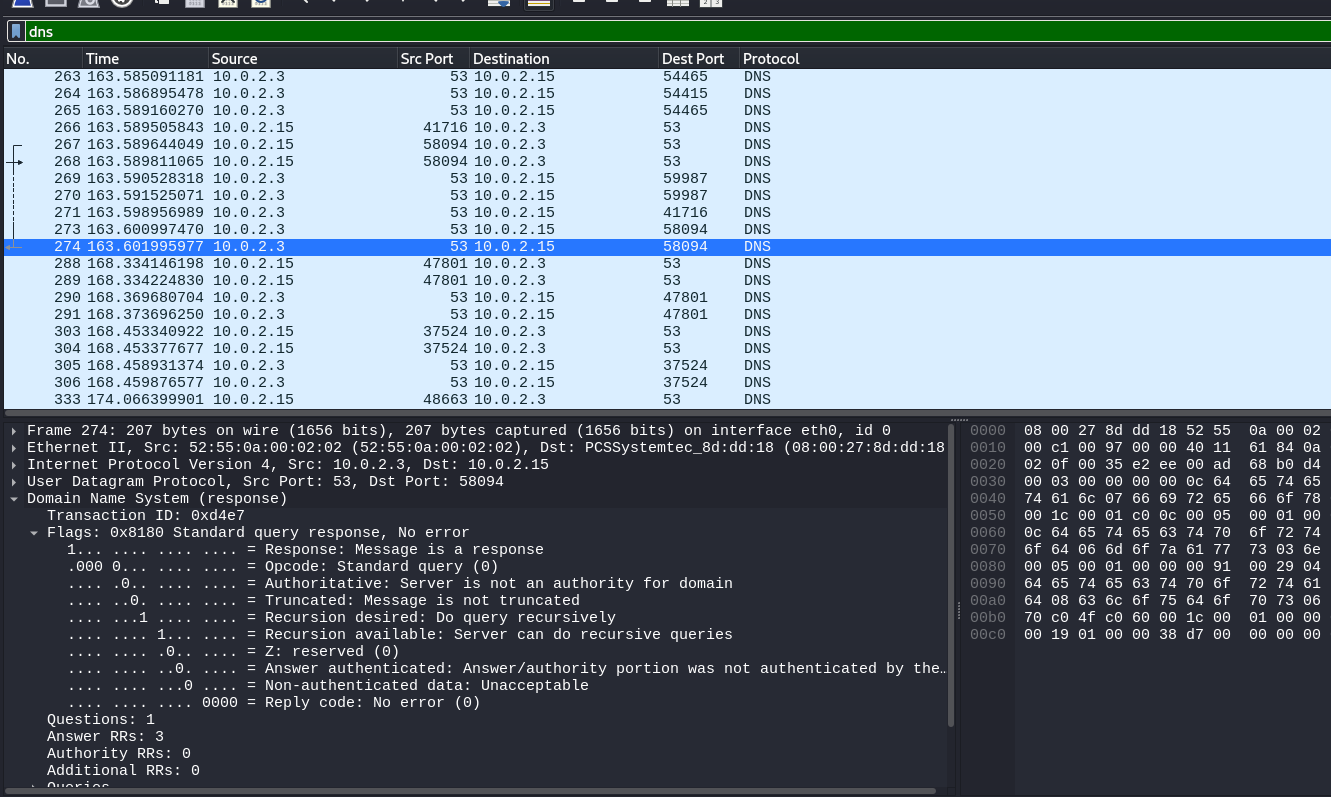 dns
No. Time Source Src Port Destination Dest Port Protocol
263 163.585091181 10.0.2.3 53 10.0.2.15 54465 DNS
264 163.586895478 10.0.2.3 53 10.0.2.15 54415 DNS
265 163.589160270 10.0.2.3 53 10.0.2.15 54465 DNS
266 163.589505843 10.0.2.15 41716 10.0.2.3 53 DNS
267 163.589644049 10.0.2.15 58094 10.0.2.3 53 DNS
268 163.589811065 10.0.2.15 58094 10.0.2.3 53 DNS
269 163.590528318 10.0.2.3 53 10.0.2.15 59987 DNS
270 163.591525071 10.0.2.3 53 10.0.2.15 59987 DNS
271 163.598956989 10.0.2.3 53 10.0.2.15 41716 DNS
273 163.600997470 10.0.2.3 53 10.0.2.15 58094 DNS
274 163.601995977 10.0.2.3 53 10.0.2.15 58094 DNS
288 168.334146198 10.0.2.15 47801 10.0.2.3 53 DNS
289 168.334224830 10.0.2.15 47801 10.0.2.3 53 DNS
290 168.369680704 10.0.2.3 53 10.0.2.15 47801 DNS
291 168.373696250 10.0.2.3 53 10.0.2.15 47801 DNS
303 168.453340922 10.0.2.15 37524 10.0.2.3 53 DNS
304 168.453377677 10.0.2.15 37524 10.0.2.3 53 DNS
305 168.458931374 10.0.2.3 53 10.0.2.15 37524 DNS
306 168.459876577 10.0.2.3 53 10.0.2.15 37524 DNS
333 174.066399901 10.0.2.15 48663 10.0.2.3 53 DNS
Frame 274: 207 bytes on wire (1656 bits), 207 bytes captured (1656 bits) on interface eth0, id 0
Ethernet II, Src: 52:55:0a:00:02:02 (52:55:0a:00:02:02), Dst: PCSSystemtec_8d:dd:18 (08:00:27:8d:dd:18
Internet Protocol Version 4, Src: 10.0.2.3, Dst: 10.0.2.15
User Datagram Protocol, Src Port: 53, Dst Port: 58094
Domain Name System (response)
Transaction ID: 0xd4e7
Flags: 0x8180 Standard query response, No error
1... .... .... .... = Response: Message is a response
.000 0... .... .... = Opcode: Standard query (0)
.... .0.. .... .... = Authoritative: Server is not an authority for domain
.... ..0. .... .... = Truncated: Message is not truncated
.... ...1 .... .... = Recursion desired: Do query recursively
.... .... 1... .... = Recursion available: Server can do recursive queries
.... .... .0.. .... = Z: reserved (0)
.... .... ..0. .... = Answer authenticated: Answer/authority portion was not authenticated by the…
.... .... ...0 .... = Non-authenticated data: Unacceptable
.... .... .... 0000 = Reply code: No error (0)
Questions: 1
Answer RRs: 3
Authority RRs: 0
Additional RRs: 0
Queries
0000 08 00 27 8d dd 18 52 55 0a 00 02
0010 00 c1 00 97 00 00 40 11 61 84 0a
0020 02 0f 00 35 e2 ee 00 ad 68 b0 d4
0030 00 03 00 00 00 00 0c 64 65 74 65
0040 74 61 6c 07 66 69 72 65 66 6f 78
0050 00 1c 00 01 c0 0c 00 05 00 01 00
0060 0c 64 65 74 65 63 74 70 6f 72 74
0070 6f 64 06 6d 6f 7a 61 77 73 03 6e
0080 00 05 00 01 00 00 00 91 00 29 04
0090 64 65 74 65 63 74 70 6f 72 74 61
00a0 64 08 63 6c 6f 75 64 6f 70 73 06
00b0 70 c0 4f c0 60 00 1c 00 01 00 00
00c0 00 19 01 00 00 38 d7 00 00 00 00